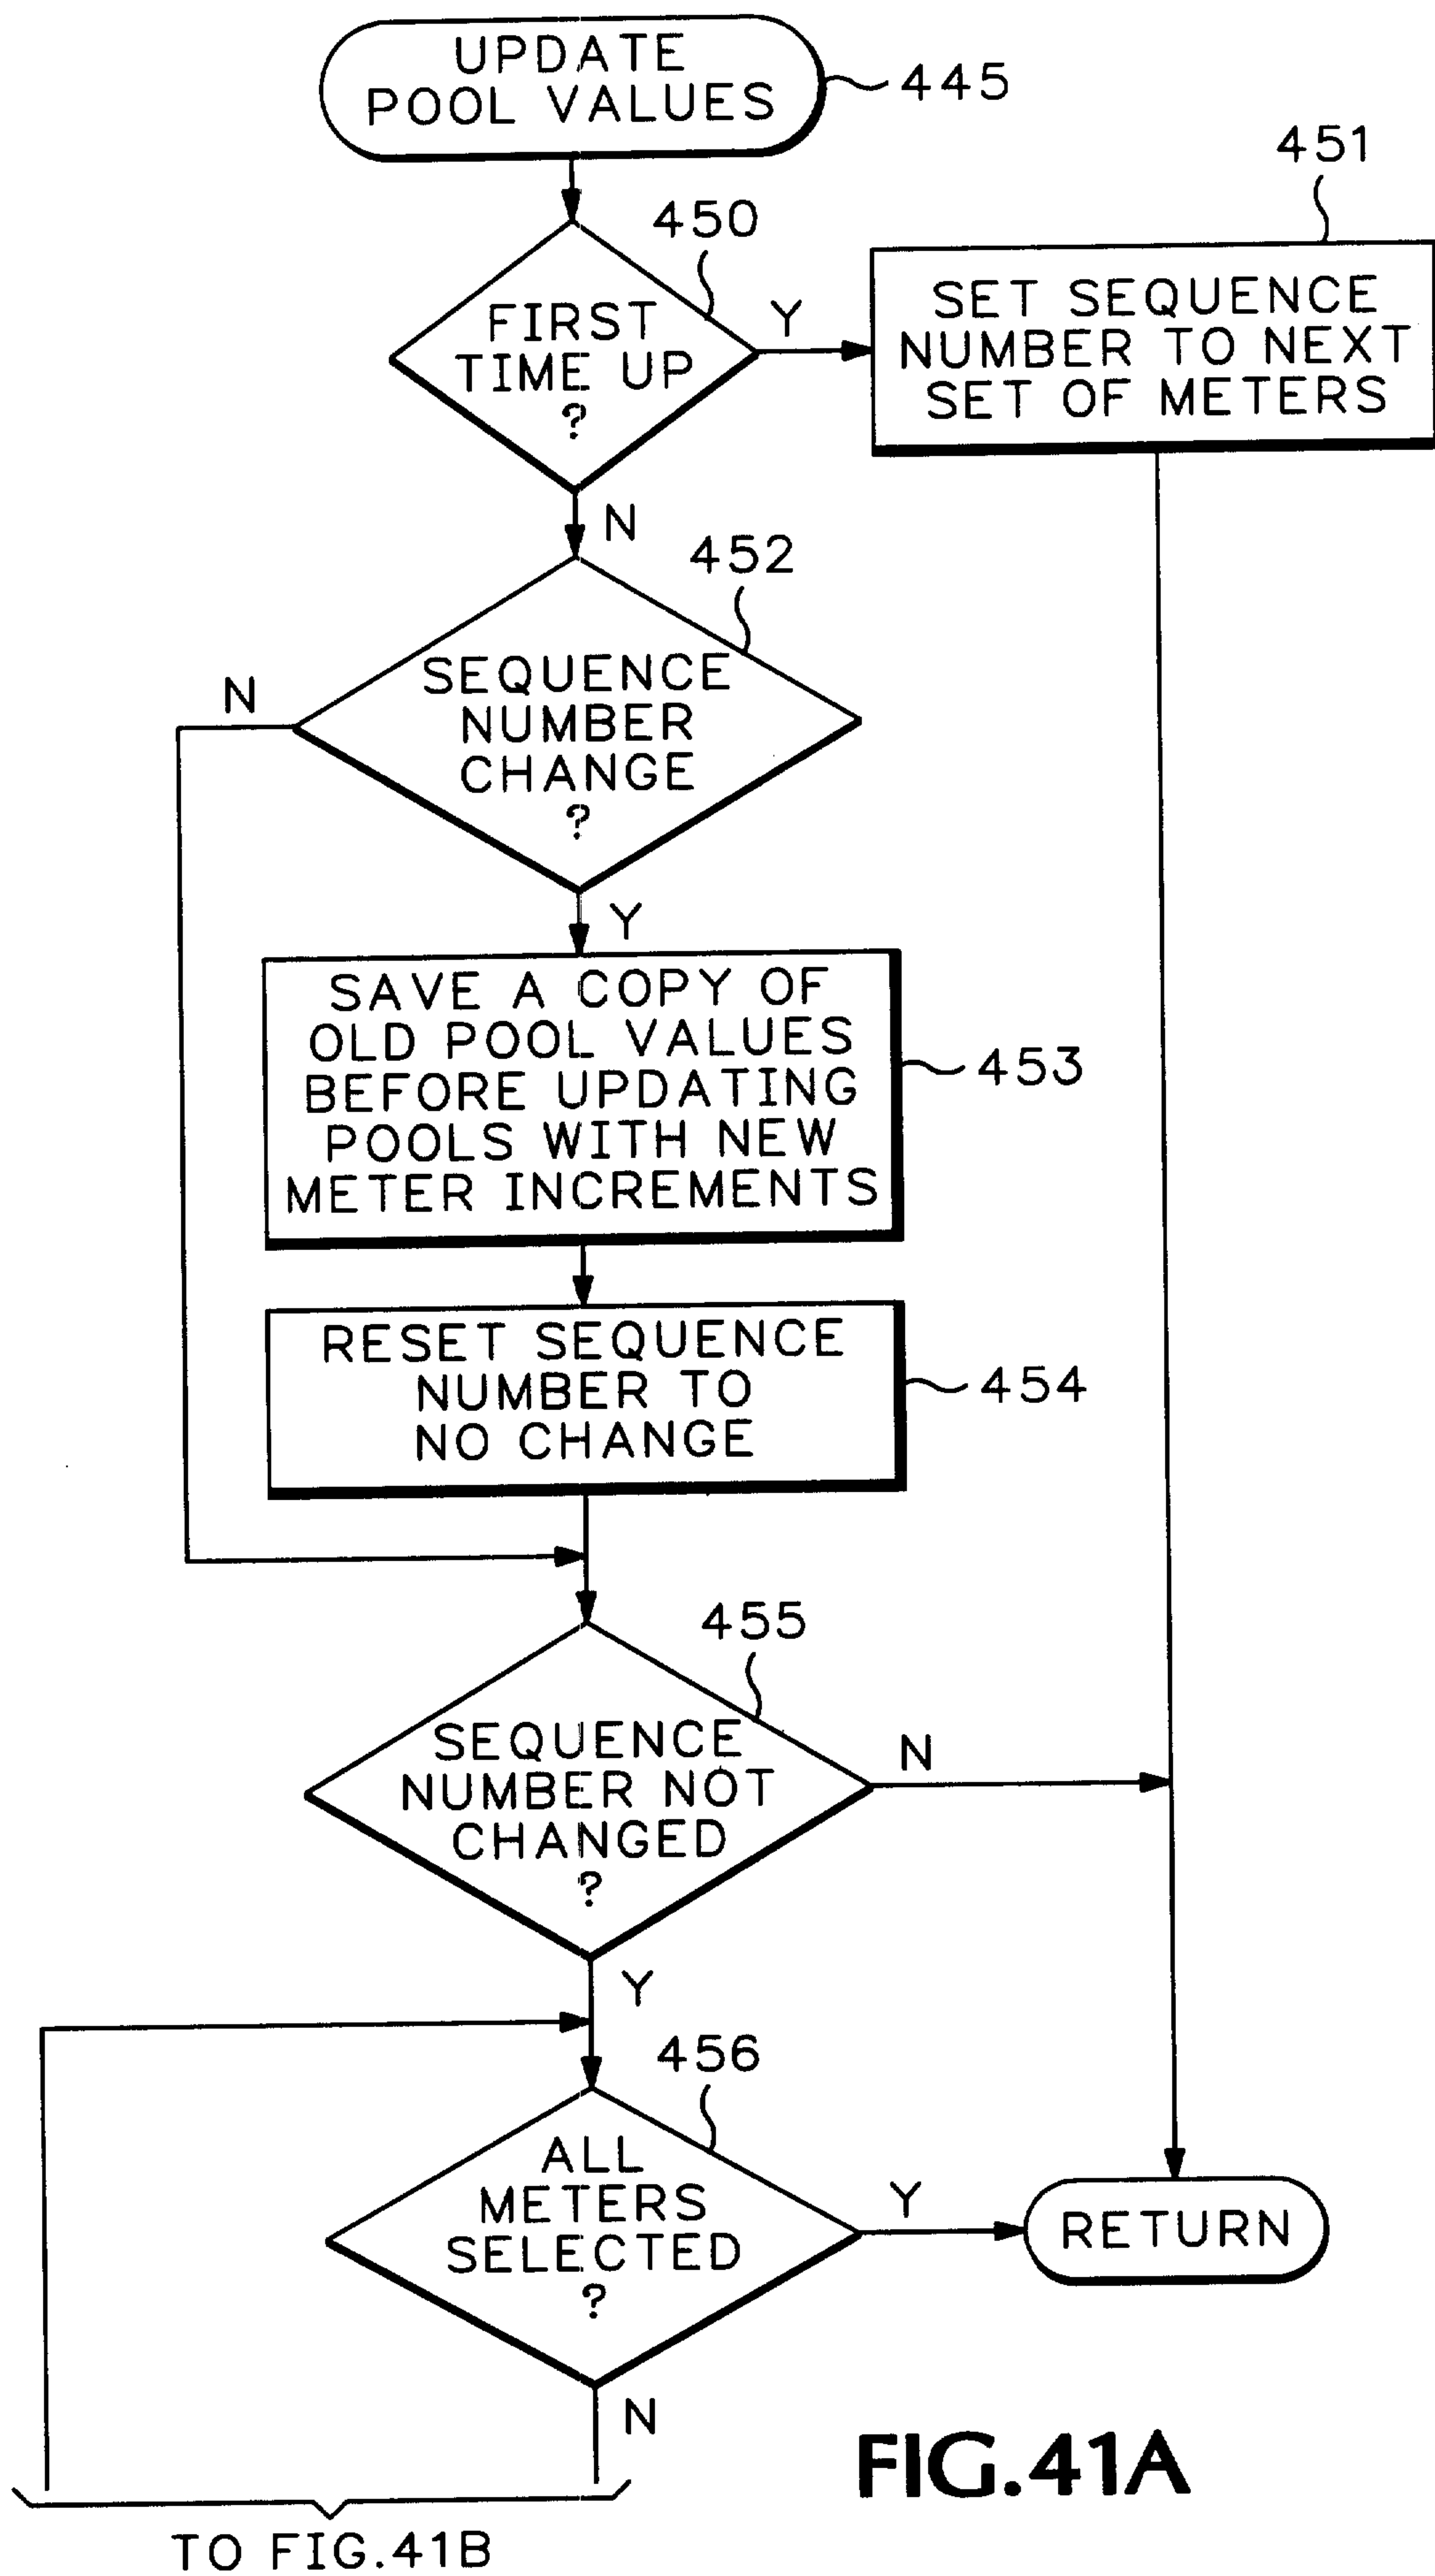 UPDATE
POOL VALUES
445
450
451
FIRST
TIME UP
?
Y
SET SEQUENCE
NUMBER TO NEXT
SET OF METERS
N
452
SEQUENCE
NUMBER
CHANGE
?
N
Y
SAVE A COPY OF
OLD POOL VALUES
BEFORE UPDATING
POOLS WITH NEW
METER INCREMENTS
453
RESET SEQUENCE
NUMBER TO
NO CHANGE
454
455
SEQUENCE
NUMBER NOT
CHANGED
?
N
Y
456
ALL
METERS
SELECTED
?
Y
RETURN
N
FIG.41A
TO FIG.41B